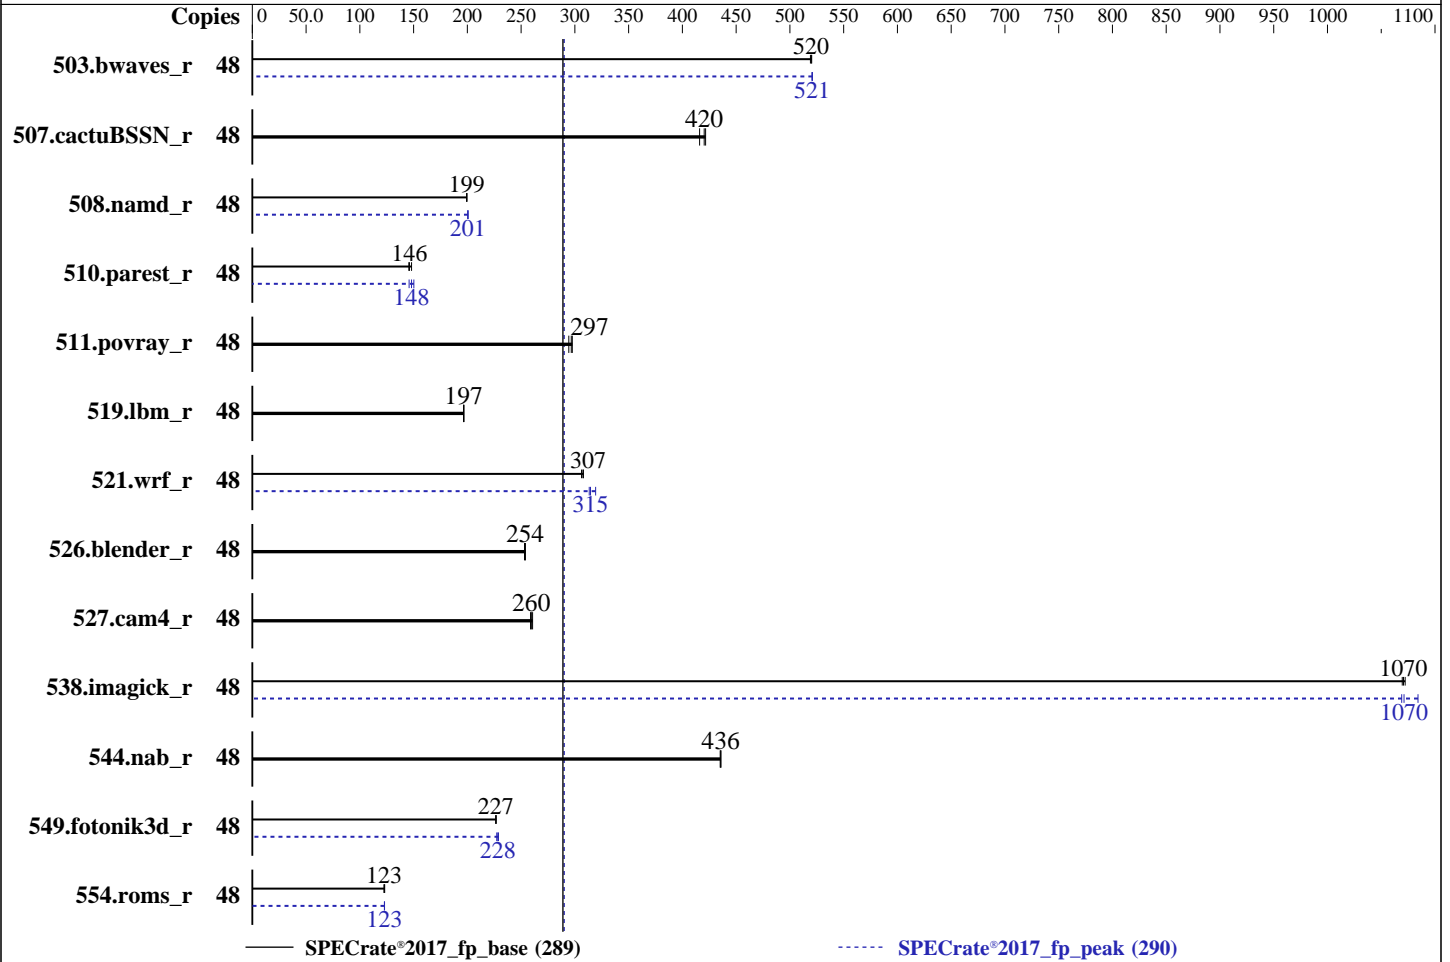 Copies 0 50.0 100 150 200 250 300 350 400 450 500 550 600 650 700 750 800 850 900 950 1000 1100
503.bwaves_r 48 520
521
507.cactuBSSN_r 48 420
508.namd_r 48 199
201
510.parest_r 48 146
148
511.povray_r 48 297
519.lbm_r 48 197
521.wrf_r 48 307
315
526.blender_r 48 254
527.cam4_r 48 260
538.imagick_r 48 1070
1070
544.nab_r 48 436
549.fotonik3d_r 48 227
228
554.roms_r 48 123
123
SPECrate®2017_fp_base (289) SPECrate®2017_fp_peak (290)